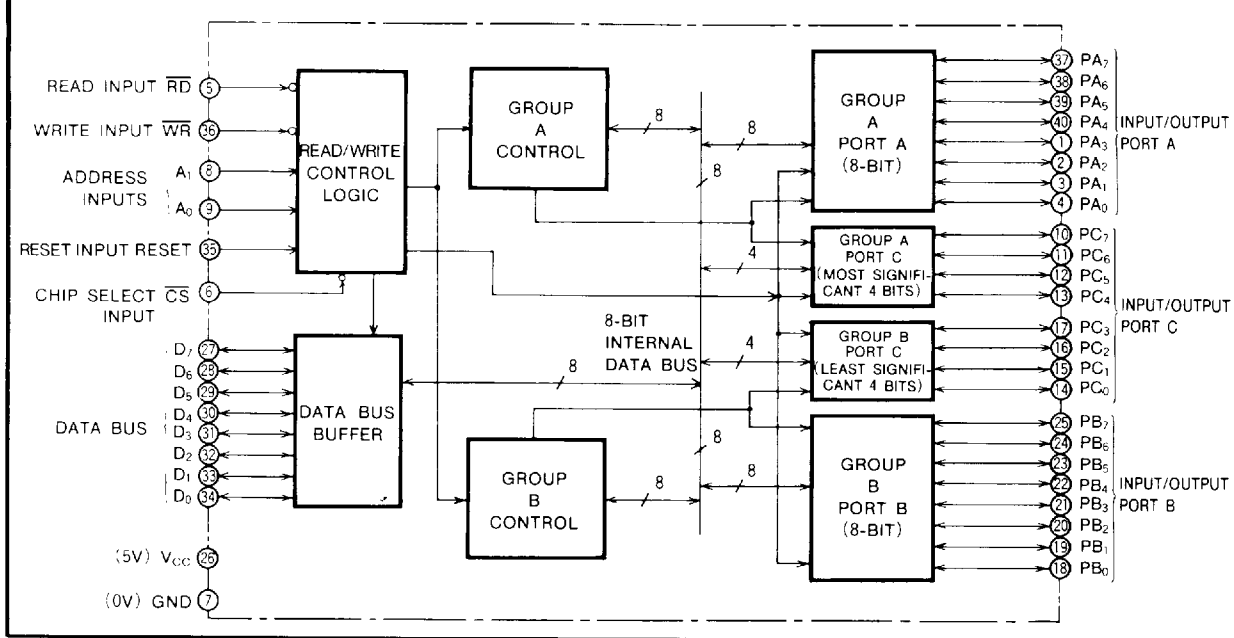 READ INPUT R̅D̅ 5
WRITE INPUT W̅R̅ 36
ADDRESS
INPUTS
A₁ 8
A₀ 9
RESET INPUT RESET 35
CHIP SELECT C̅S̅ 6
INPUT
DATA BUS
D₇ 27
D₆ 28
D₅ 29
D₄ 30
D₃ 31
D₂ 32
D₁ 33
D₀ 34
(5V) VCC 26
(0V) GND 7
READ/WRITE
CONTROL
LOGIC
DATA BUS
BUFFER
GROUP
A
CONTROL
GROUP
B
CONTROL
8
8
8
8
4
8-BIT
INTERNAL
DATA BUS
8
4
8
8
8
GROUP
A
PORT A
(8-BIT)
GROUP A
PORT C
(MOST SIGNIFI-
CANT 4 BITS)
GROUP B
PORT C
(LEAST SIGNIFI-
CANT 4 BITS)
GROUP
B
PORT B
(8-BIT)
37 PA₇
38 PA₆
39 PA₅
40 PA₄
1 PA₃
2 PA₂
3 PA₁
4 PA₀
INPUT/OUTPUT
PORT A
10 PC₇
11 PC₆
12 PC₅
13 PC₄
17 PC₃
16 PC₂
15 PC₁
14 PC₀
INPUT/OUTPUT
PORT C
25 PB₇
24 PB₆
23 PB₅
22 PB₄
21 PB₃
20 PB₂
19 PB₁
18 PB₀
INPUT/OUTPUT
PORT B